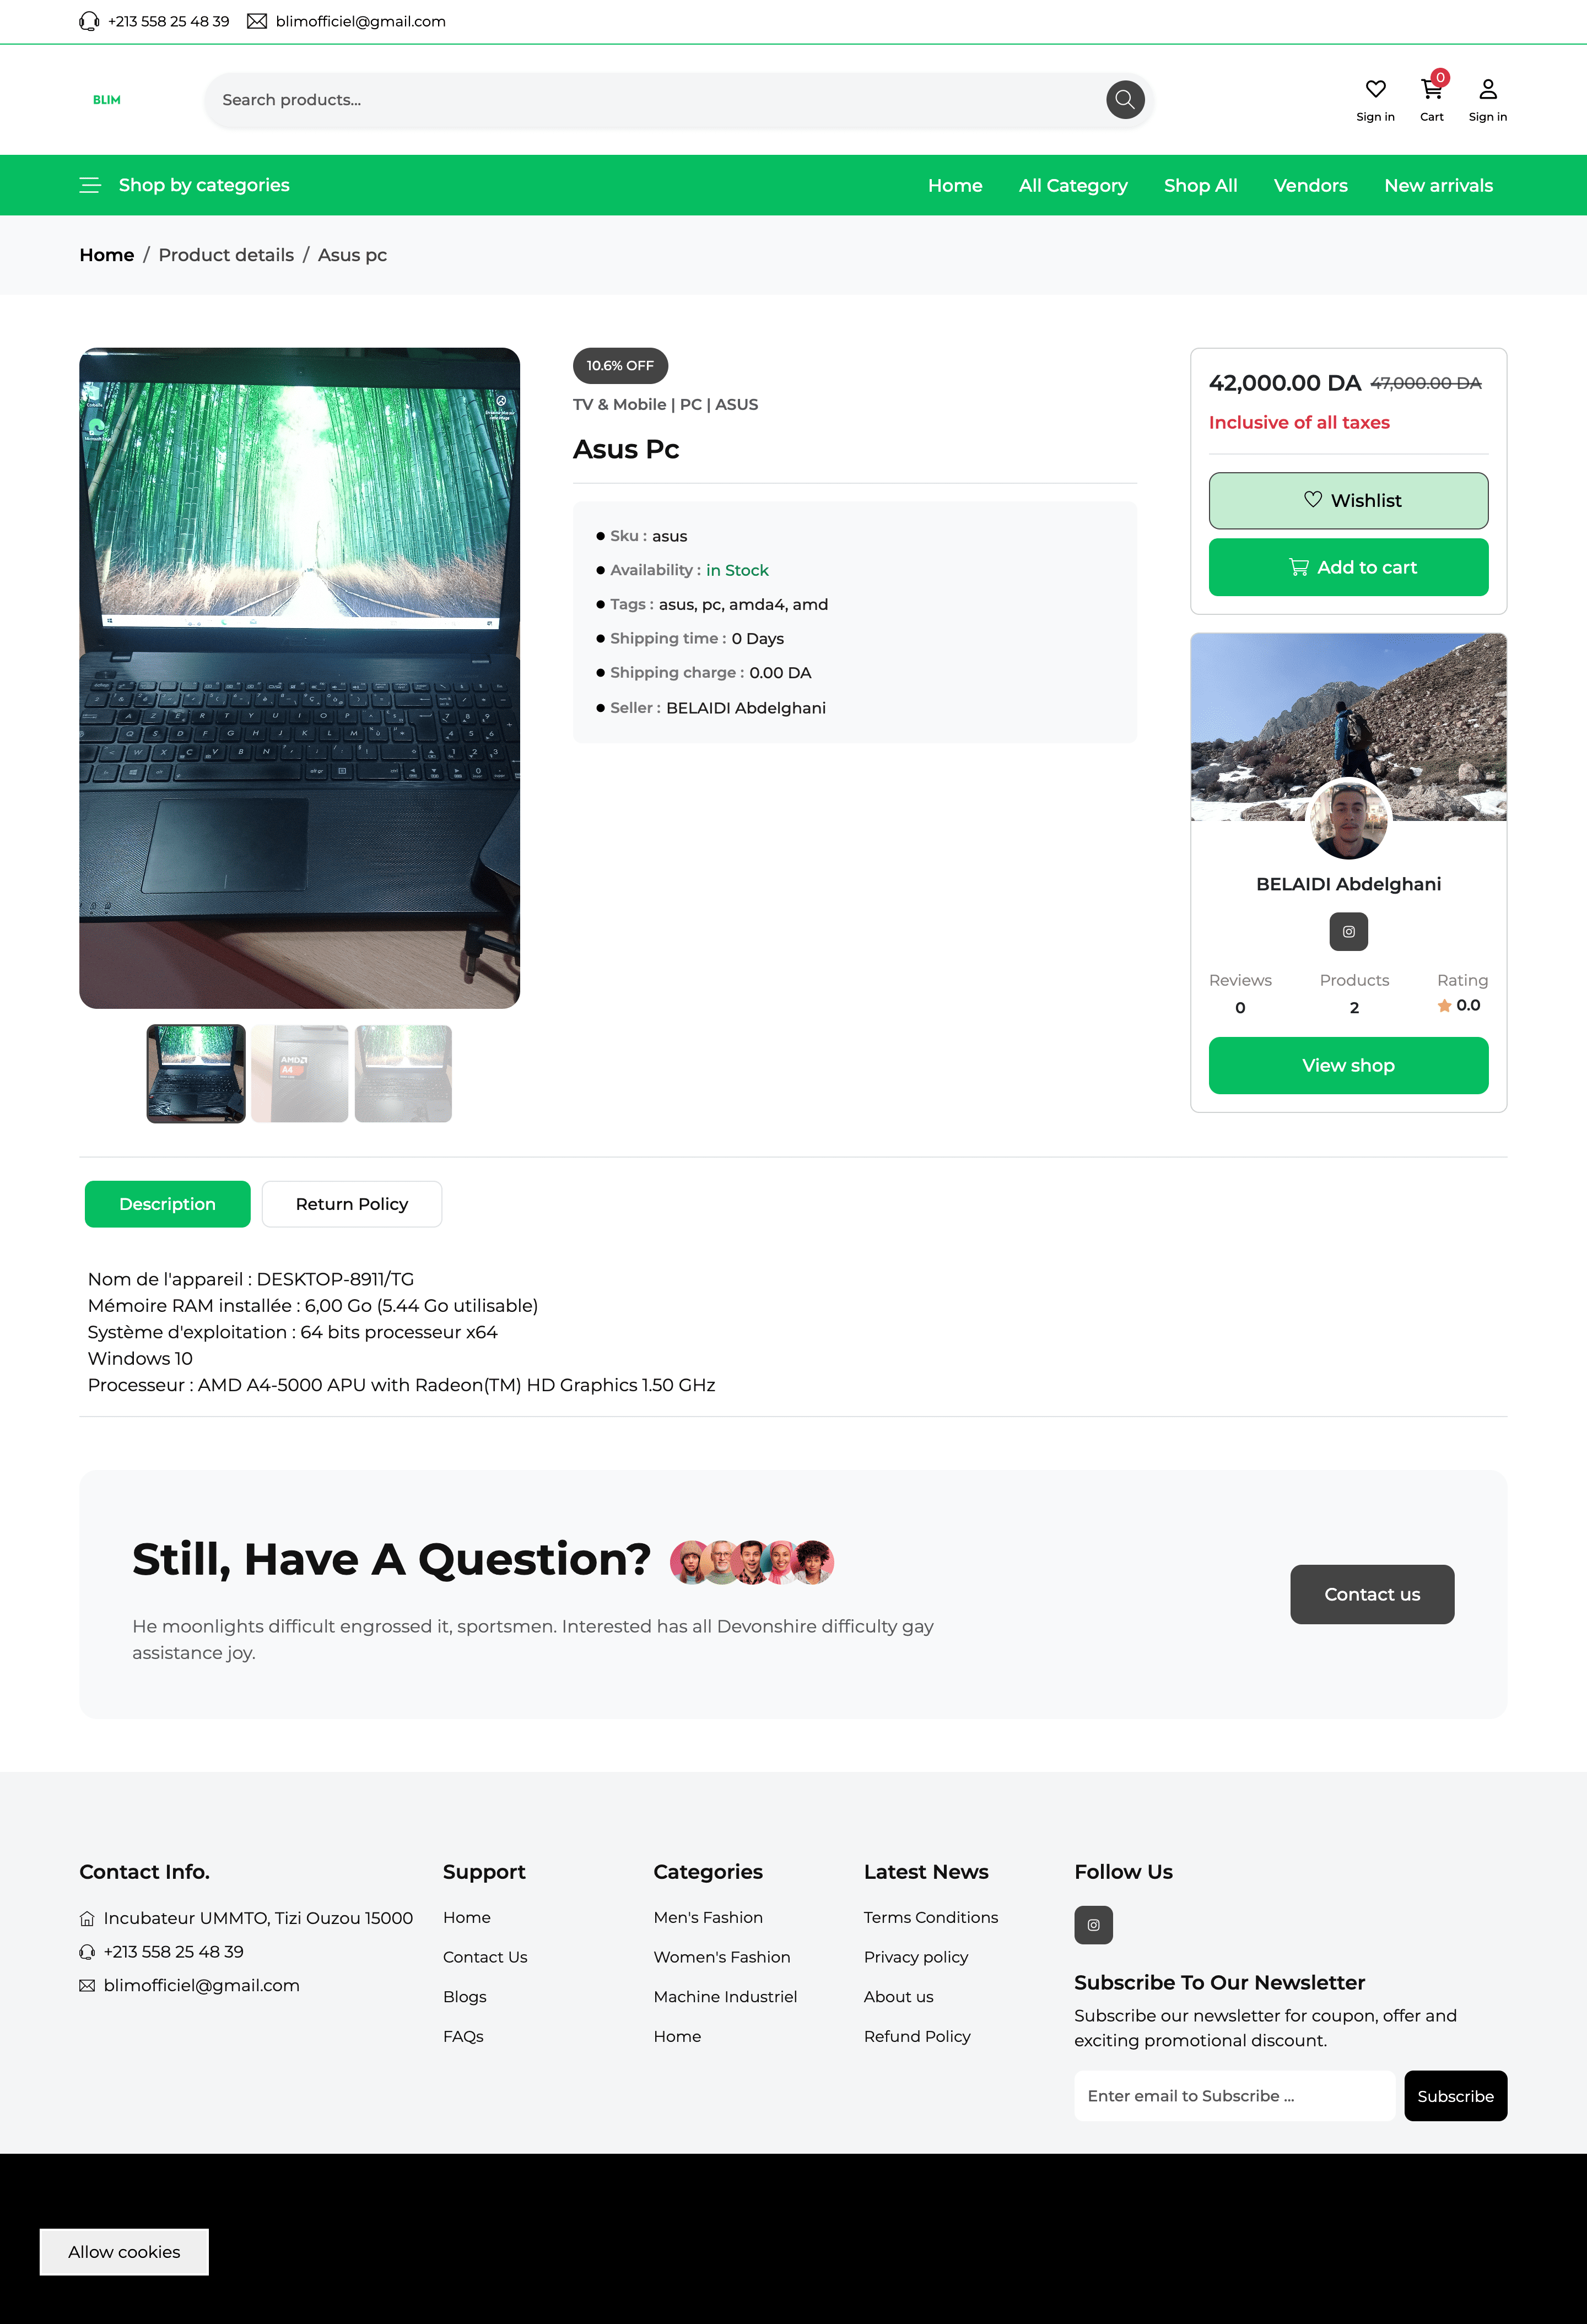 +213 558 25 48 39 blimofficiel@gmail.com
BLIM
Search products...
Sign in
0
Cart
Sign in
Shop by categories
Home All Category Shop All Vendors New arrivals
Home / Product details / Asus pc
10.6% OFF
TV & Mobile | PC | ASUS
Asus Pc
Sku : asus
Availability : in Stock
Tags : asus, pc, amda4, amd
Shipping time : 0 Days
Shipping charge : 0.00 DA
Seller : BELAIDI Abdelghani
42,000.00 DA 47,000.00 DA
Inclusive of all taxes
Wishlist
Add to cart
BELAIDI Abdelghani
Reviews Products Rating
0 2 0.0
View shop
AMD
A4
Description Return Policy
Nom de l'appareil : DESKTOP-8911/TG
Mémoire RAM installée : 6,00 Go (5.44 Go utilisable)
Système d'exploitation : 64 bits processeur x64
Windows 10
Processeur : AMD A4-5000 APU with Radeon(TM) HD Graphics 1.50 GHz
Still, Have A Question?
He moonlights difficult engrossed it, sportsmen. Interested has all Devonshire difficulty gay
assistance joy.
Contact us
Contact Info.
Incubateur UMMTO, Tizi Ouzou 15000
+213 558 25 48 39
blimofficiel@gmail.com
Support
Home
Contact Us
Blogs
FAQs
Categories
Men's Fashion
Women's Fashion
Machine Industriel
Home
Latest News
Terms Conditions
Privacy policy
About us
Refund Policy
Follow Us
Subscribe To Our Newsletter
Subscribe our newsletter for coupon, offer and
exciting promotional discount.
Enter email to Subscribe ...
Subscribe
Allow cookies